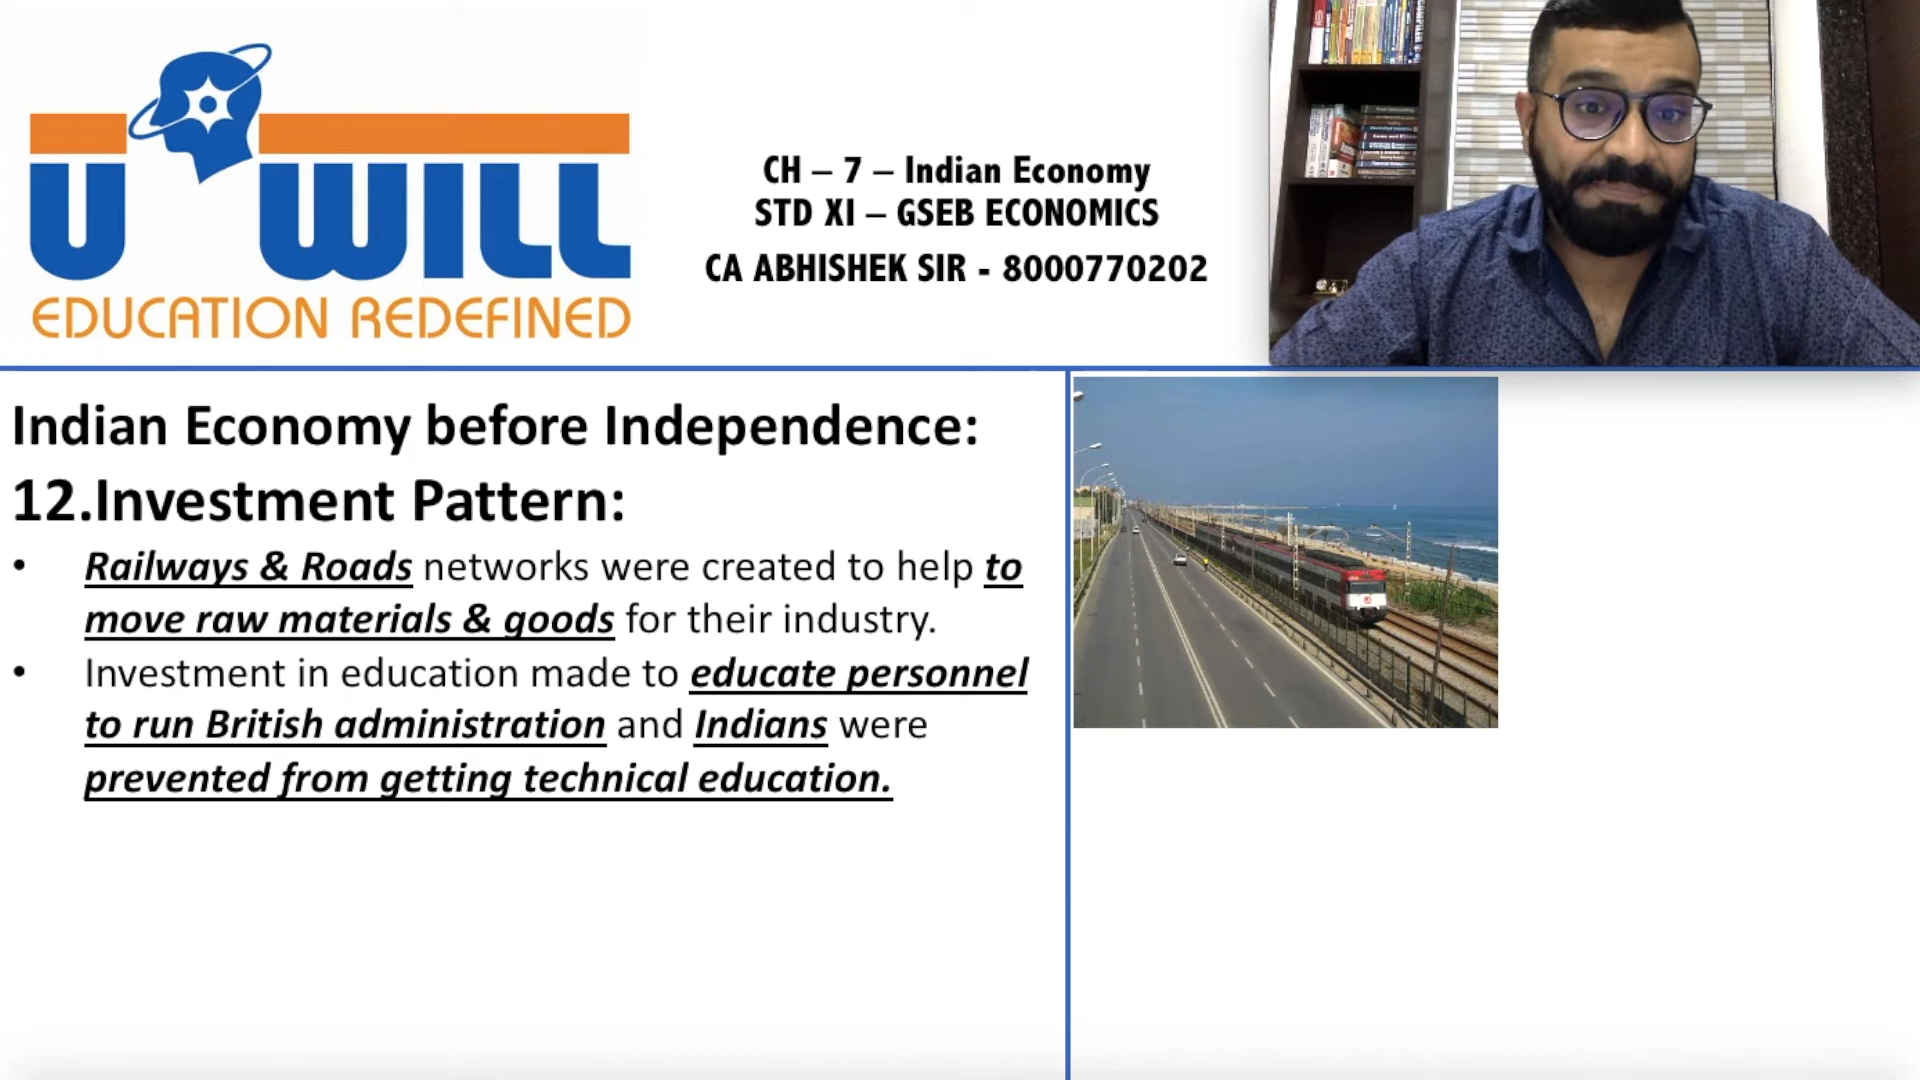 U WILL
EDUCATION REDEFINED
CH – 7 – Indian Economy
STD XI – GSEB ECONOMICS
CA ABHISHEK SIR - 8000770202
Indian Economy before Independence:
12.Investment Pattern:
• Railways & Roads networks were created to help to
move raw materials & goods for their industry.
• Investment in education made to educate personnel
to run British administration and Indians were
prevented from getting technical education.